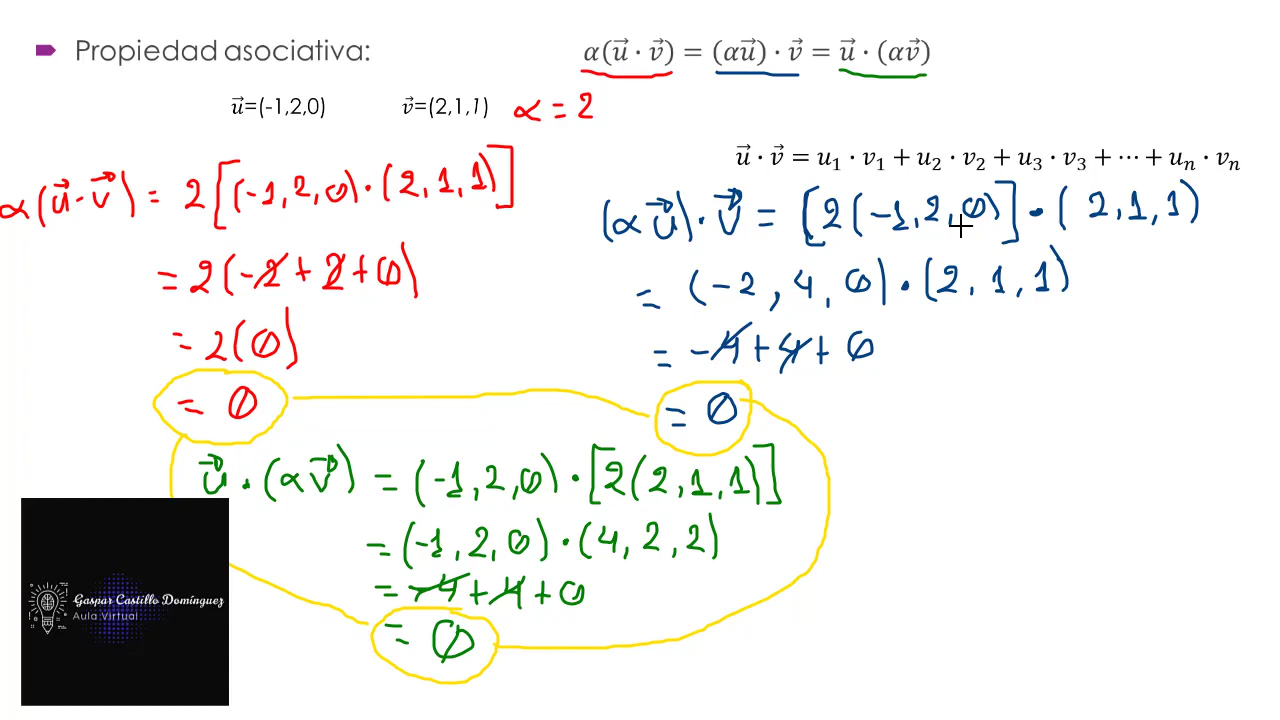 Propiedad asociativa:
α(u⃗ · v⃗) = (αu⃗) · v⃗ = u⃗ · (αv⃗)
u⃗=(-1,2,0) v⃗=(2,1,1) α = 2
u⃗ · v⃗ = u₁ · v₁ + u₂ · v₂ + u₃ · v₃ + ⋯ + uₙ · vₙ
α(u⃗·v⃗) = 2[(-1,2,0)·(2,1,1)]
= 2(-2+2+0)
= 2(0)
= 0
(αu⃗)·v⃗ = [2(-1,2,0)]·(2,1,1)
= (-2,4,0)·(2,1,1)
= -4+4+0
= 0
u⃗·(αv⃗) = (-1,2,0)·[2(2,1,1)]
= (-1,2,0)·(4,2,2)
= -4+4+0
= 0
Gaspar Castillo Domínguez
Aula Virtual